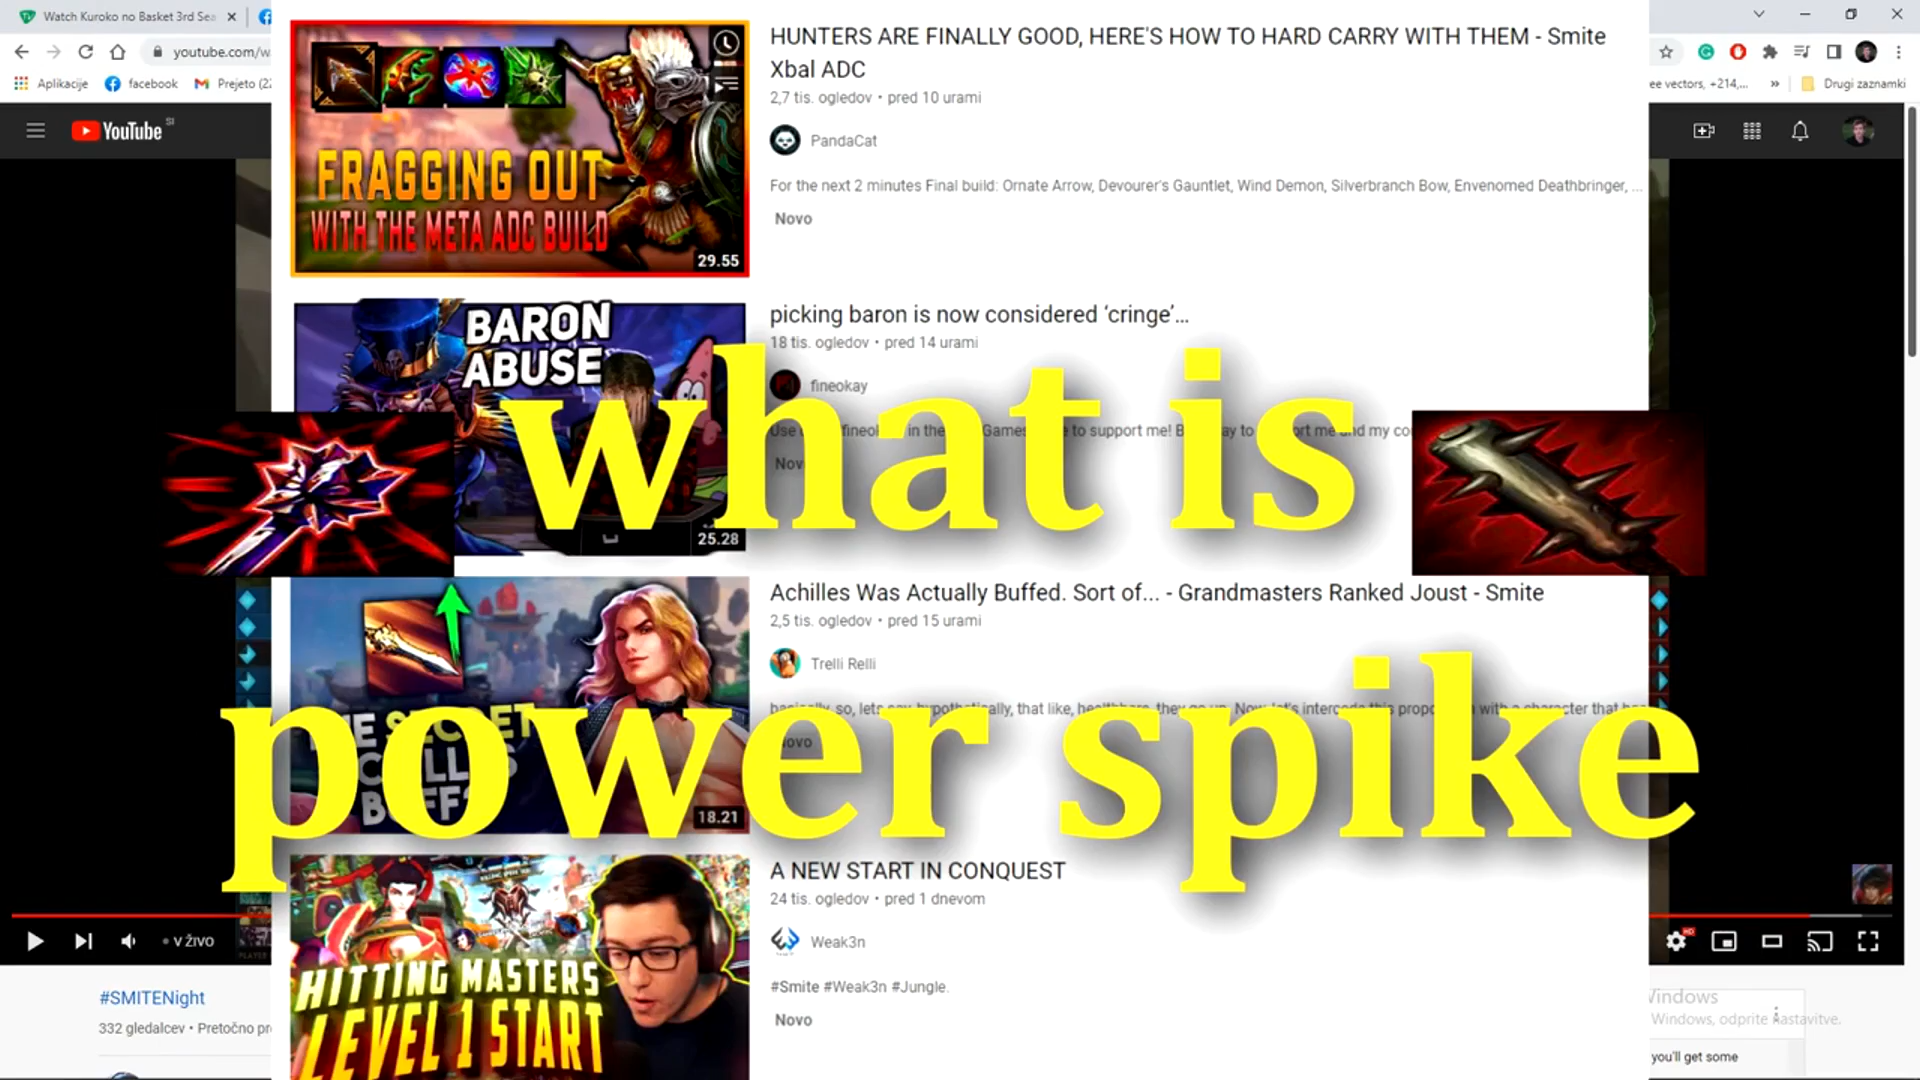 Watch Kuroko no Basket 3rd Sea
youtube.com/w
Aplikacije
facebook
Prejeto (22
ee vectors, +214,...
»
Drugi zaznamki
YouTube SI
FRAGGING OUT
WITH THE META ADC BUILD
29.55
HUNTERS ARE FINALLY GOOD, HERE'S HOW TO HARD CARRY WITH THEM - Smite
Xbal ADC
2,7 tis. ogledov • pred 10 urami
PandaCat
For the next 2 minutes Final build: Ornate Arrow, Devourer's Gauntlet, Wind Demon, Silverbranch Bow, Envenomed Deathbringer, ...
Novo
BARON
ABUSE
25.28
picking baron is now considered ‘cringe’...
18 tis. ogledov • pred 14 urami
fineokay
what is
18.21
Achilles Was Actually Buffed. Sort of... - Grandmasters Ranked Joust - Smite
2,5 tis. ogledov • pred 15 urami
Trelli Relli
power spike
HITTING MASTERS
LEVEL 1 START
A NEW START IN CONQUEST
24 tis. ogledov • pred 1 dnevom
Weak3n
#Smite #Weak3n #Jungle.
Novo
• V ŽIVO
HD
#SMITENight
332 gledalcev • Pretočno pr
Windows
Windows, odprite nastavitve.
you'll get some